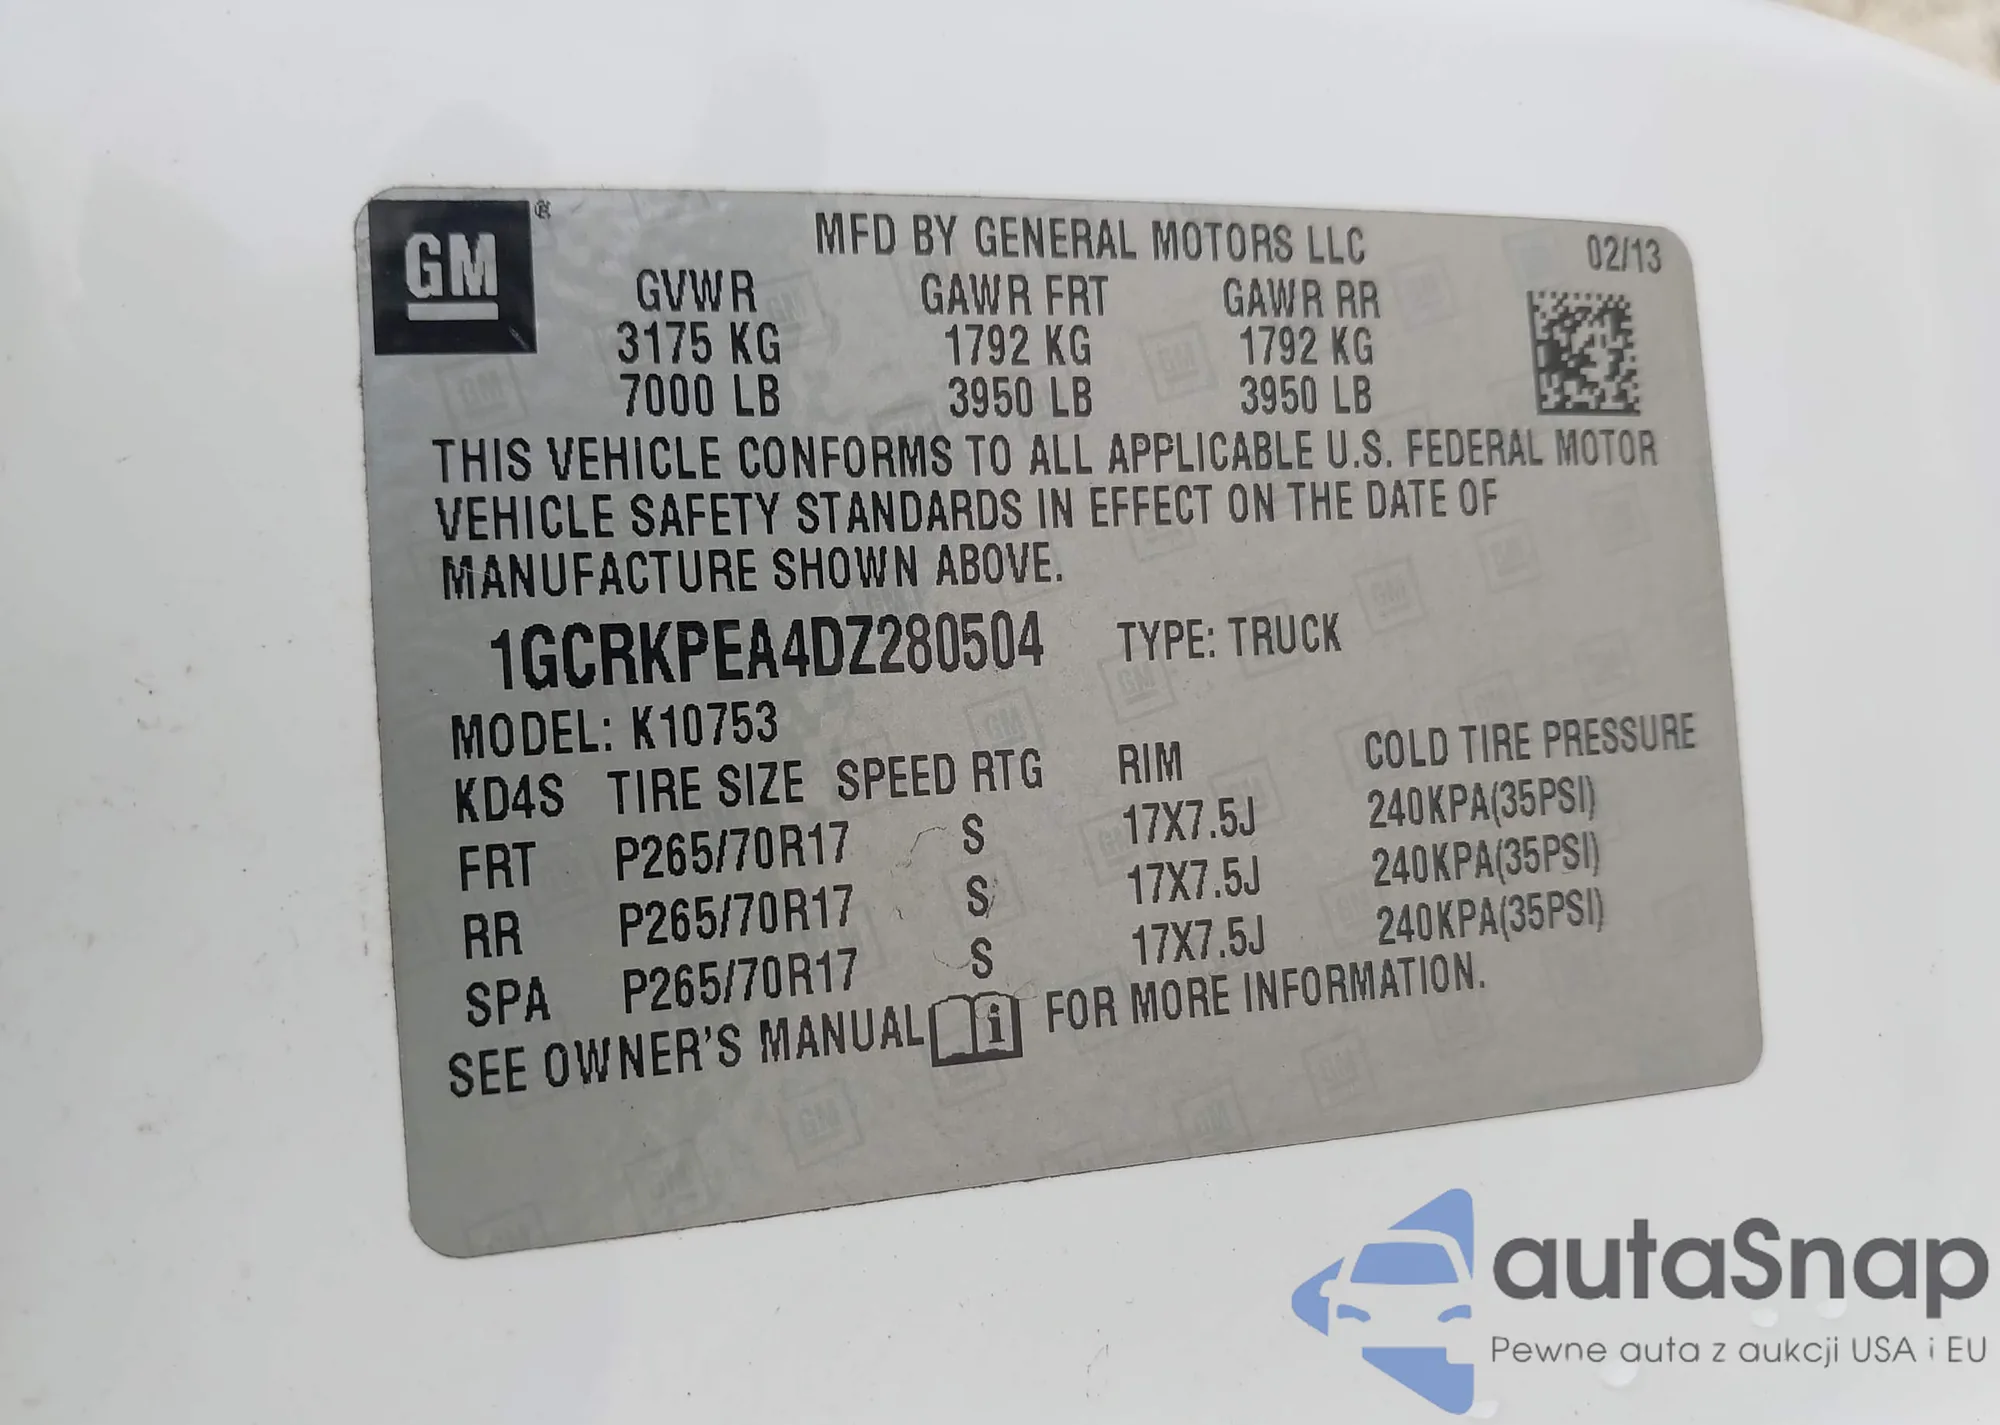 GM®
MFD BY GENERAL MOTORS LLC 02/13
GVWR GAWR FRT GAWR RR
3175 KG 1792 KG 1792 KG
7000 LB 3950 LB 3950 LB
THIS VEHICLE CONFORMS TO ALL APPLICABLE U.S. FEDERAL MOTOR
VEHICLE SAFETY STANDARDS IN EFFECT ON THE DATE OF
MANUFACTURE SHOWN ABOVE.
1GCRKPEA4DZ280504 TYPE: TRUCK
MODEL: K10753
KD4S TIRE SIZE SPEED RTG RIM COLD TIRE PRESSURE
FRT P265/70R17 S 17X7.5J 240KPA(35PSI)
RR P265/70R17 S 17X7.5J 240KPA(35PSI)
SPA P265/70R17 S 17X7.5J 240KPA(35PSI)
SEE OWNER'S MANUAL i FOR MORE INFORMATION.
autaSnap
Pewne auta z aukcji USA i EU